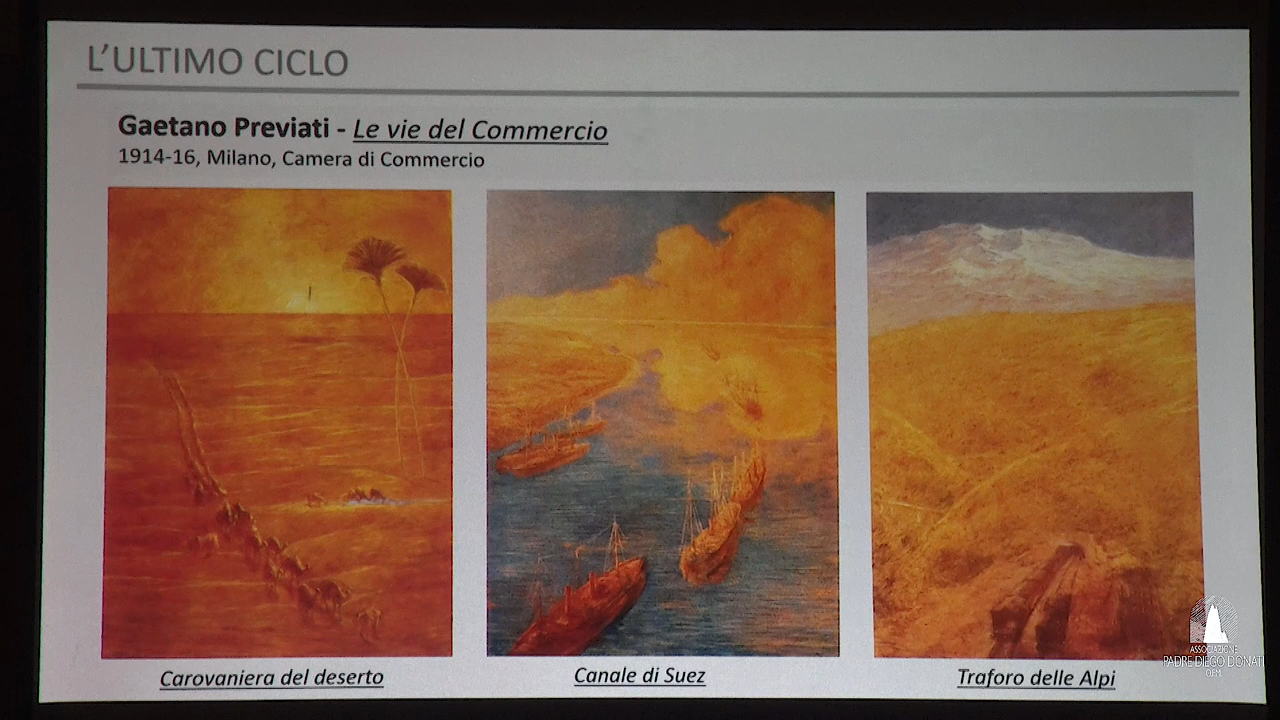 L'ULTIMO CICLO
Gaetano Previati - Le vie del Commercio
1914-16, Milano, Camera di Commercio
Carovaniera del deserto
Canale di Suez
Traforo delle Alpi
ASSOCIAZIONE
PADRE DIEGO DONATI
O.F.M.